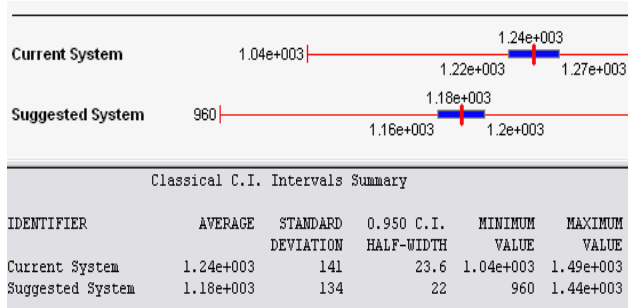 1.24e+003
Current System 1.04e+003
1.22e+003 1.27e+003
1.18e+003
Suggested System 960
1.16e+003 1.2e+003
Classical C.I. Intervals Summary
IDENTIFIER AVERAGE STANDARD 0.950 C.I. MINIMUM MAXIMUM
DEVIATION HALF-WIDTH VALUE VALUE
Current System 1.24e+003 141 23.6 1.04e+003 1.49e+003
Suggested System 1.18e+003 134 22 960 1.44e+003